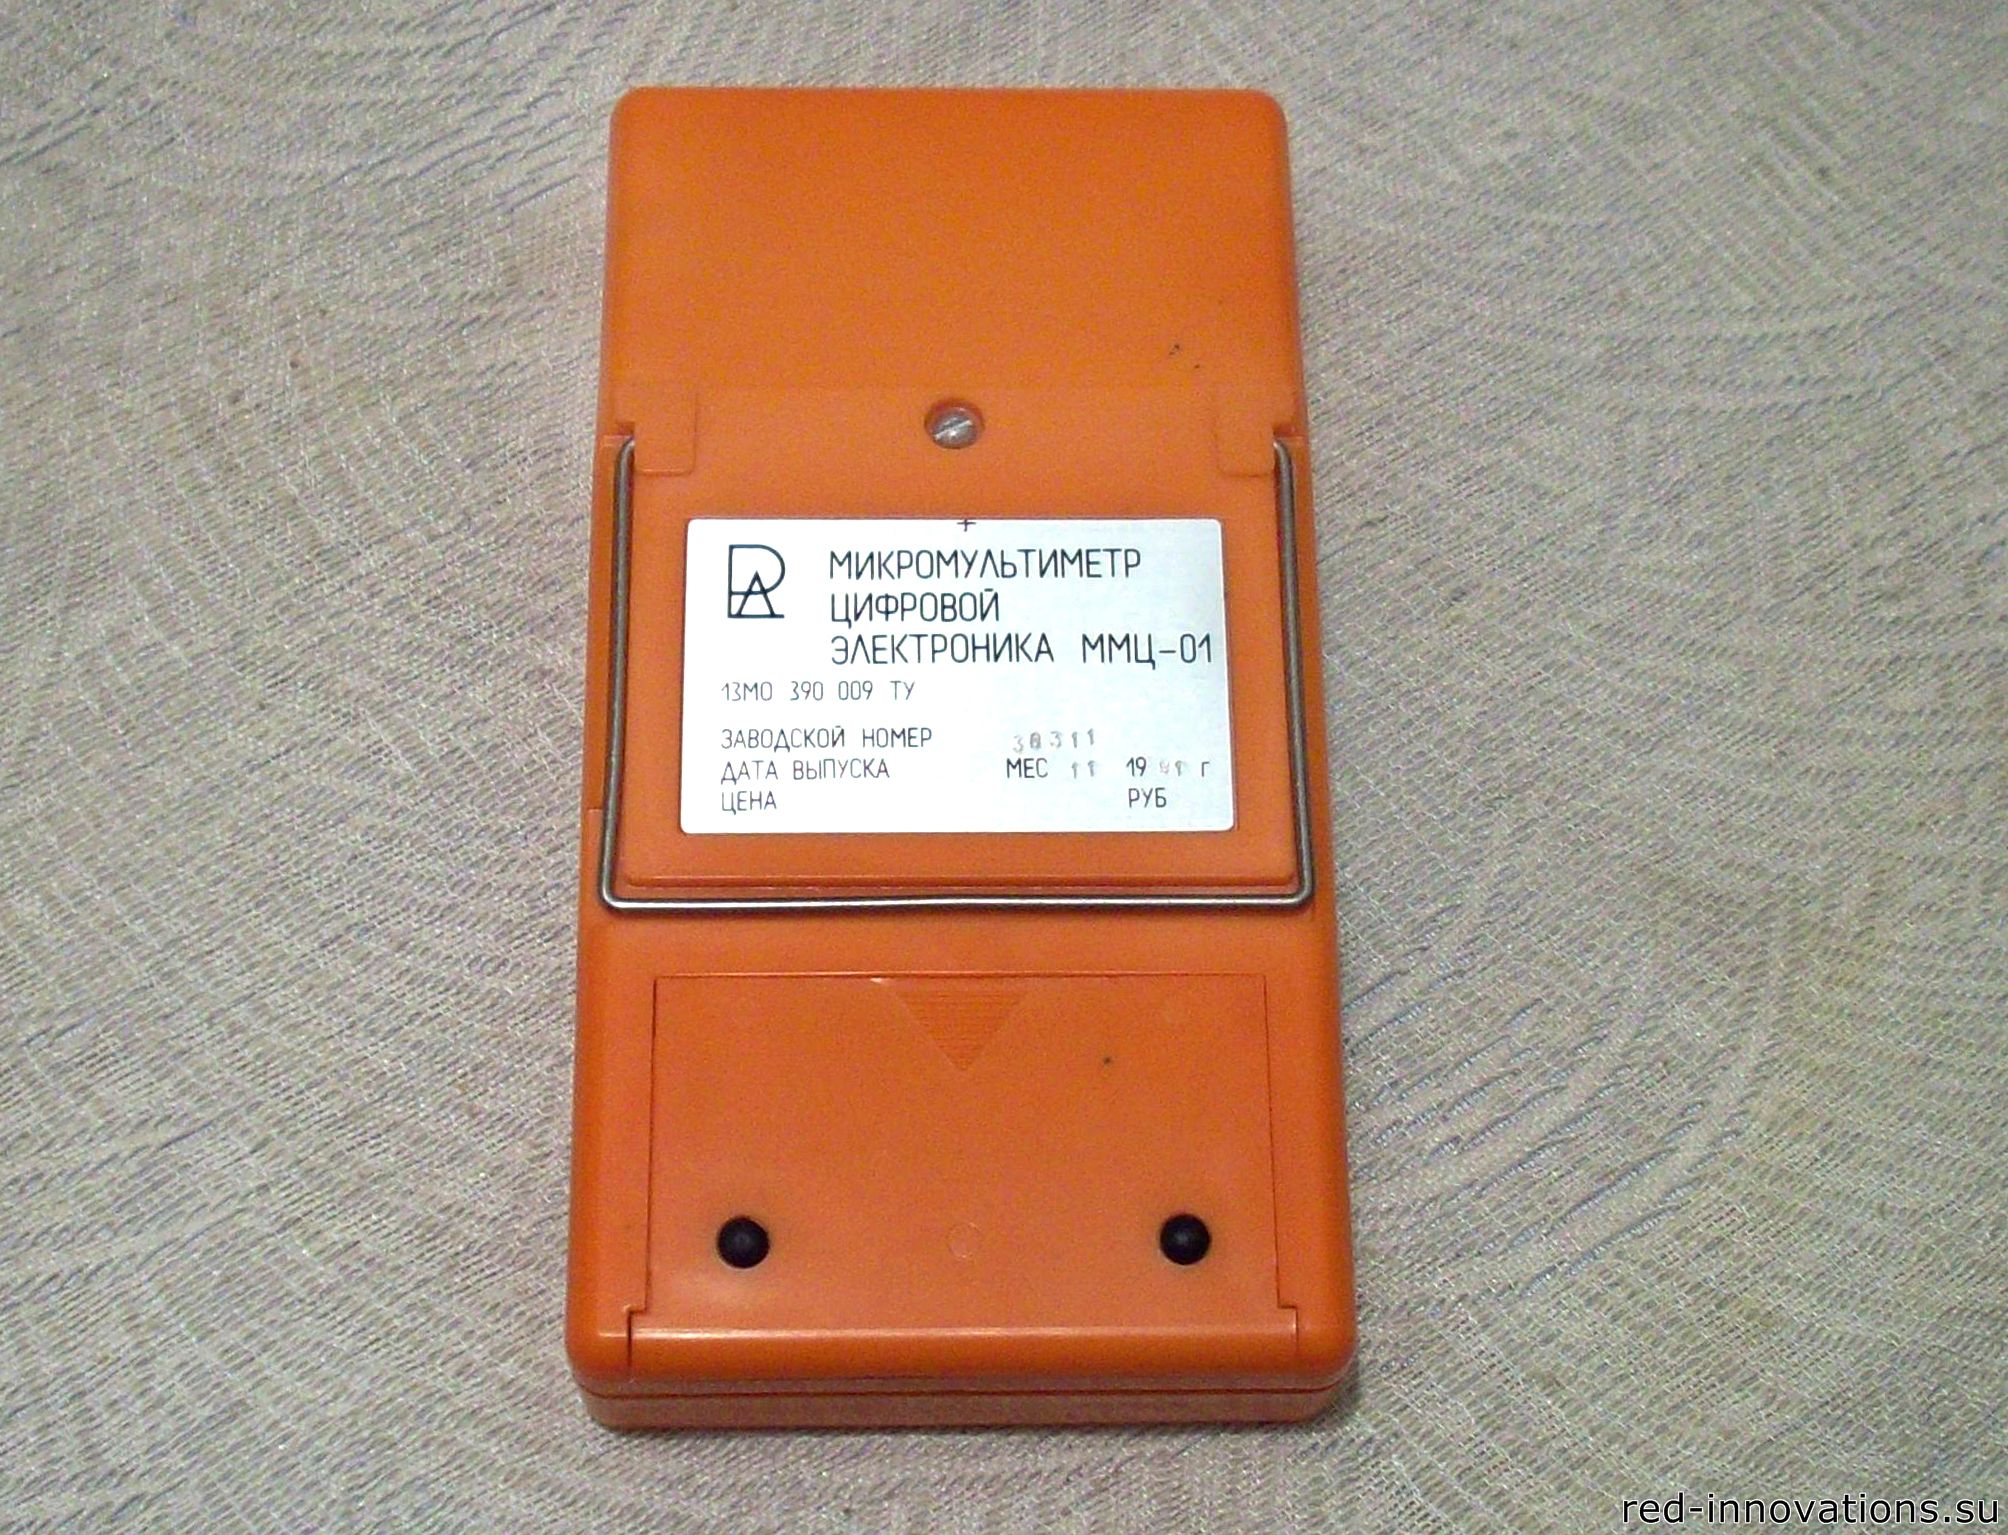 МИКРОМУЛЬТИМЕТР
ЦИФРОВОЙ
ЭЛЕКТРОНИКА ММЦ-01
13МО 390 009 ТУ
ЗАВОДСКОЙ НОМЕР
ДАТА ВЫПУСКА МЕС 11 19 г
ЦЕНА РУБ
red-innovations.su